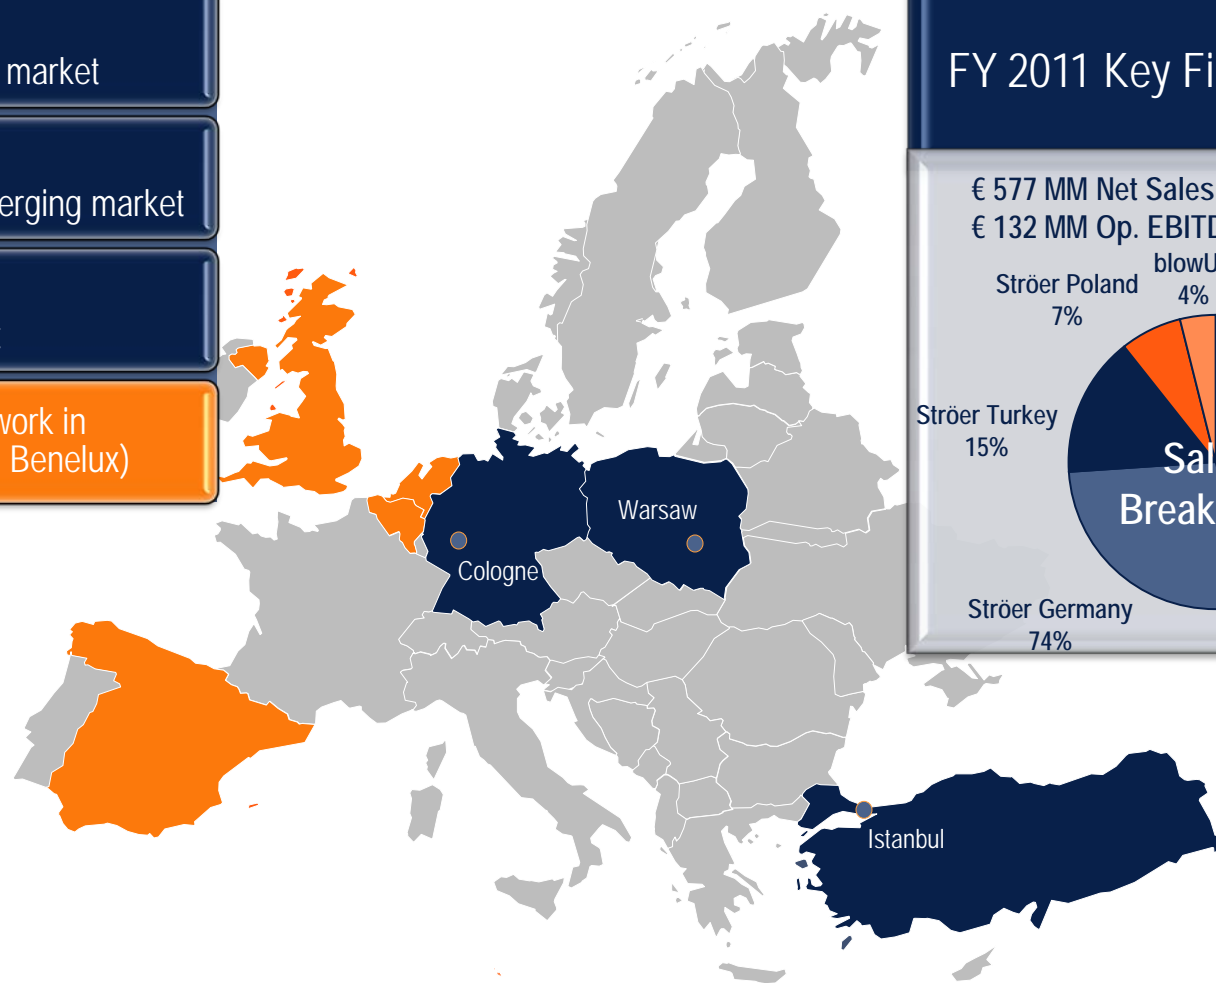 market
erging market
work in
Benelux)
Warsaw
Cologne
Istanbul
FY 2011 Key Fi
€ 577 MM Net Sales
€ 132 MM Op. EBITD
blowU
4%
Ströer Poland
7%
Ströer Turkey
15%
Sal
Break
Ströer Germany
74%